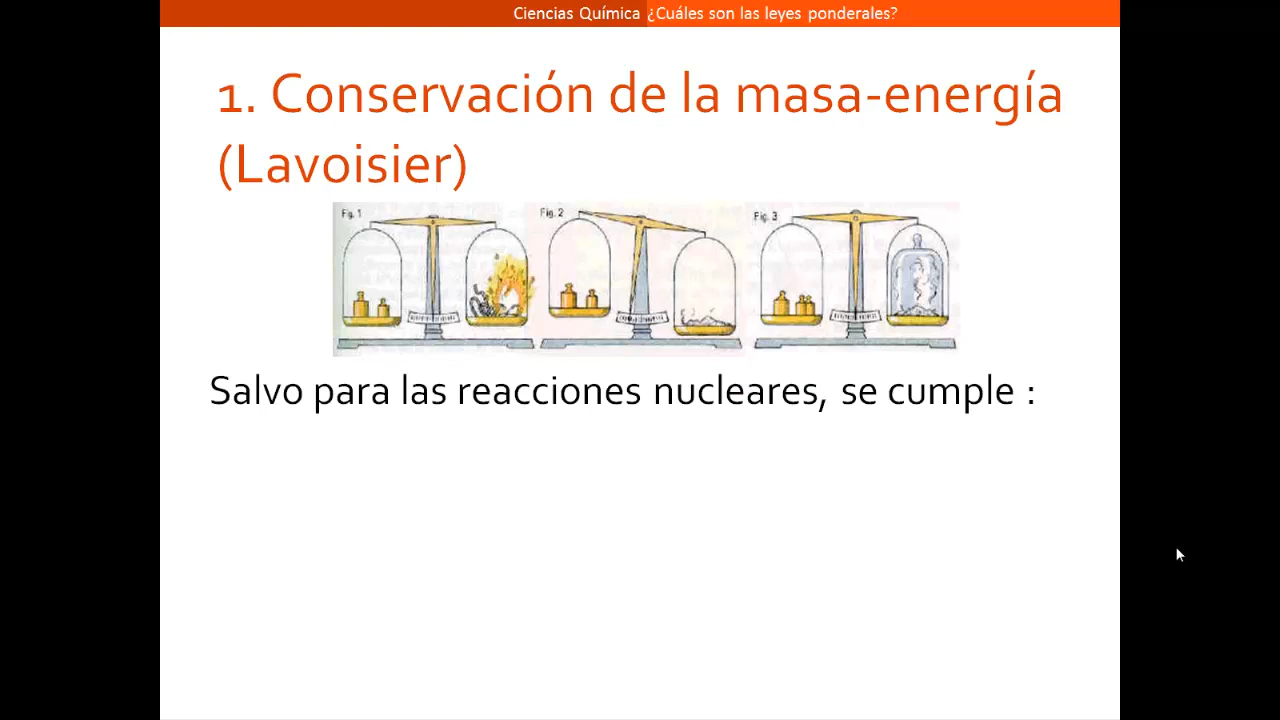 Ciencias Química ¿Cuáles son las leyes ponderales?
1. Conservación de la masa-energía
(Lavoisier)
Fig. 1
Fig. 2
Fig. 3
Salvo para las reacciones nucleares, se cumple :